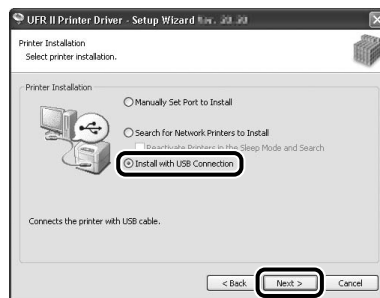 UFR II Printer Driver - Setup Wizard
Printer Installation
Select printer installation.
Printer Installation
Manually Set Port to Install
Search for Network Printers to Install
Reactivate Printers in the Sleep Mode and Search
Install with USB Connection
Connects the printer with USB cable.
< Back
Next >
Cancel